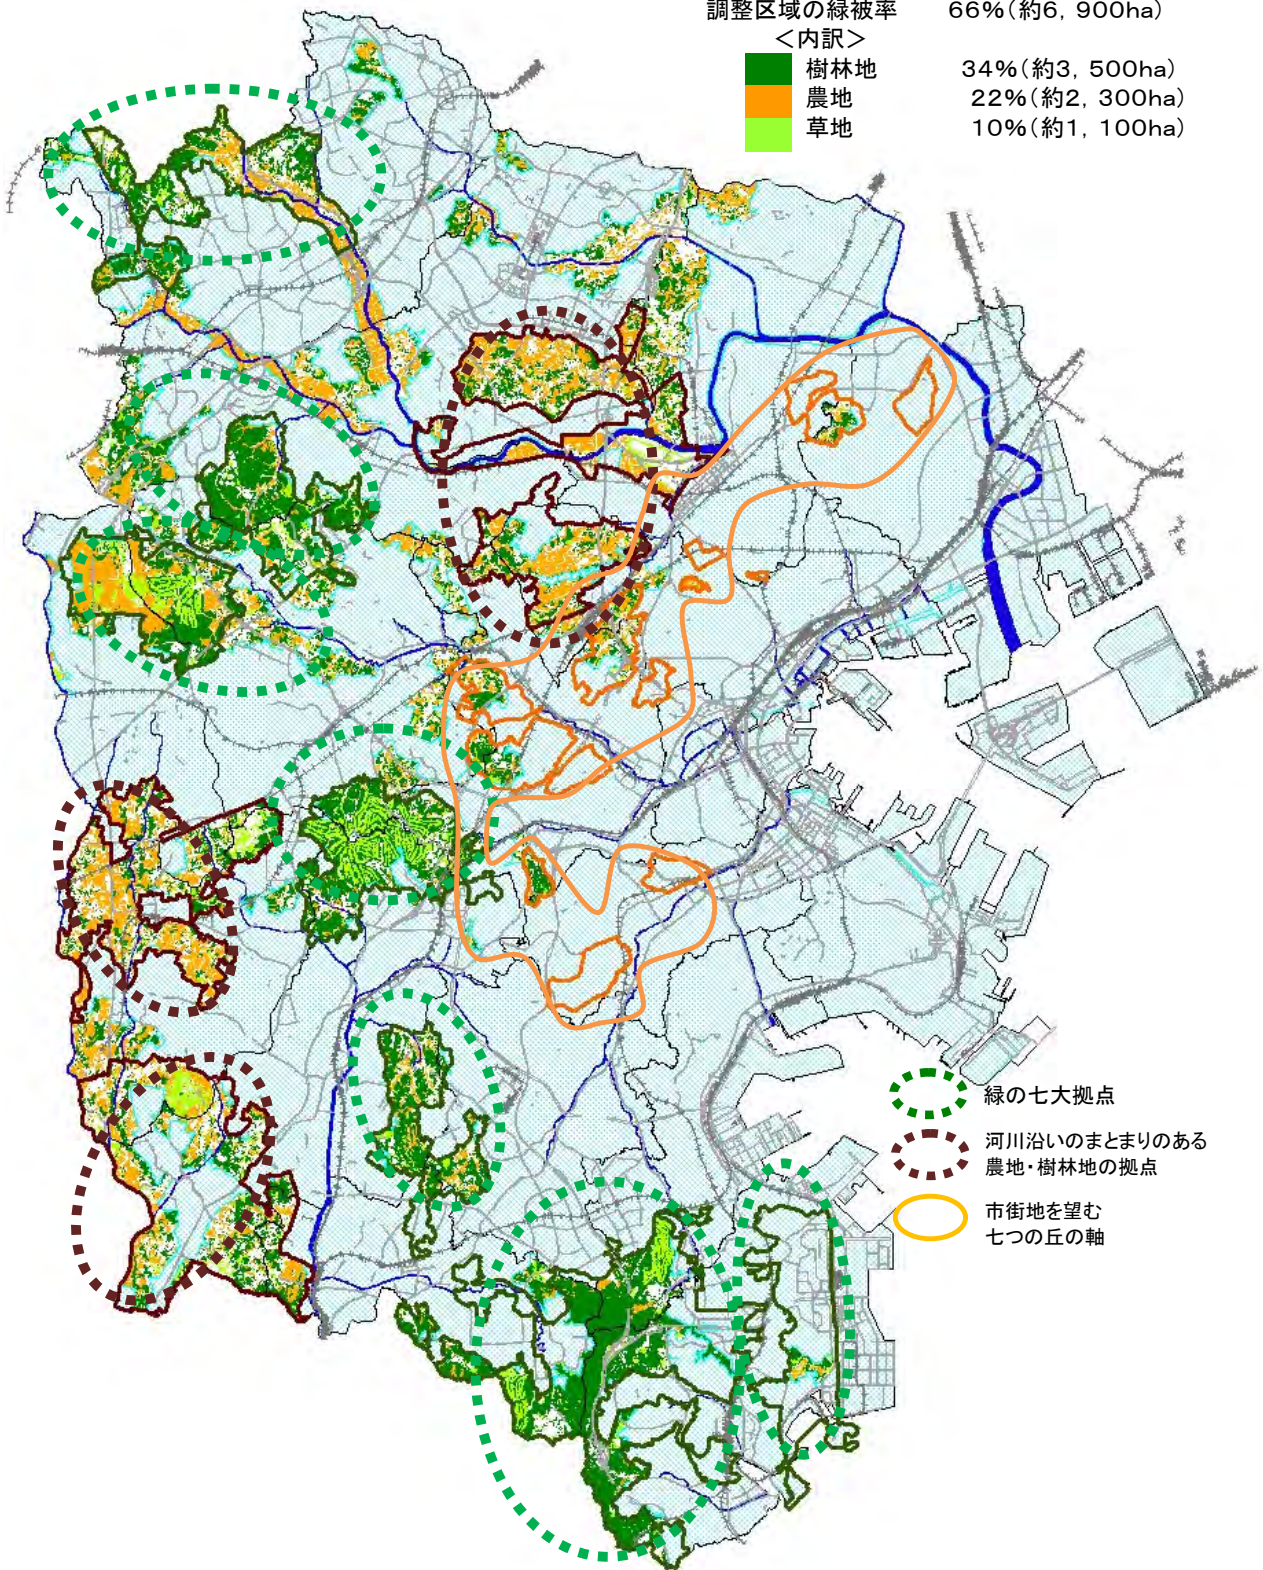 調整区域の緑被率　66%(約6,900ha)
＜内訳＞
樹林地　34%(約3,500ha)
農地　22%(約2,300ha)
草地　10%(約1,100ha)
緑の七大拠点
河川沿いのまとまりのある
農地・樹林地の拠点
市街地を望む
七つの丘の軸